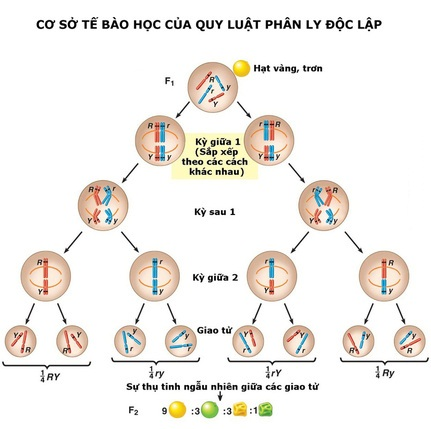 CƠ SỞ TẾ BÀO HỌC CỦA QUY LUẬT PHÂN LY ĐỘC LẬP
Hạt vàng, trơn
F1
R y
Y r
R r R r
Kỳ giữa 1
(Sắp xếp
theo các cách
khác nhau)
Y y Y y
R r r R
Kỳ sau 1
Y y Y y
R r r R
Kỳ giữa 2
Y y Y y
Giao tử
Y R Y R y r y r Y r Y r R y R y
1/4 RY 1/4 ry 1/4 rY 1/4 Ry
Sự thụ tinh ngẫu nhiên giữa các giao tử
F2 9 :3 :3 :1